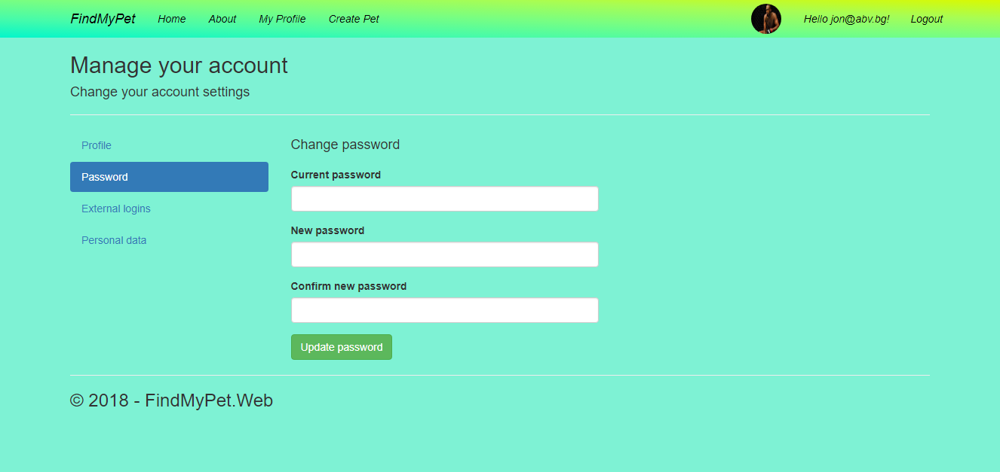 FindMyPet Home About My Profile Create Pet Hello jon@abv.bg! Logout
Manage your account
Change your account settings
Profile
Password
External logins
Personal data
Change password
Current password
New password
Confirm new password
Update password
© 2018 - FindMyPet.Web